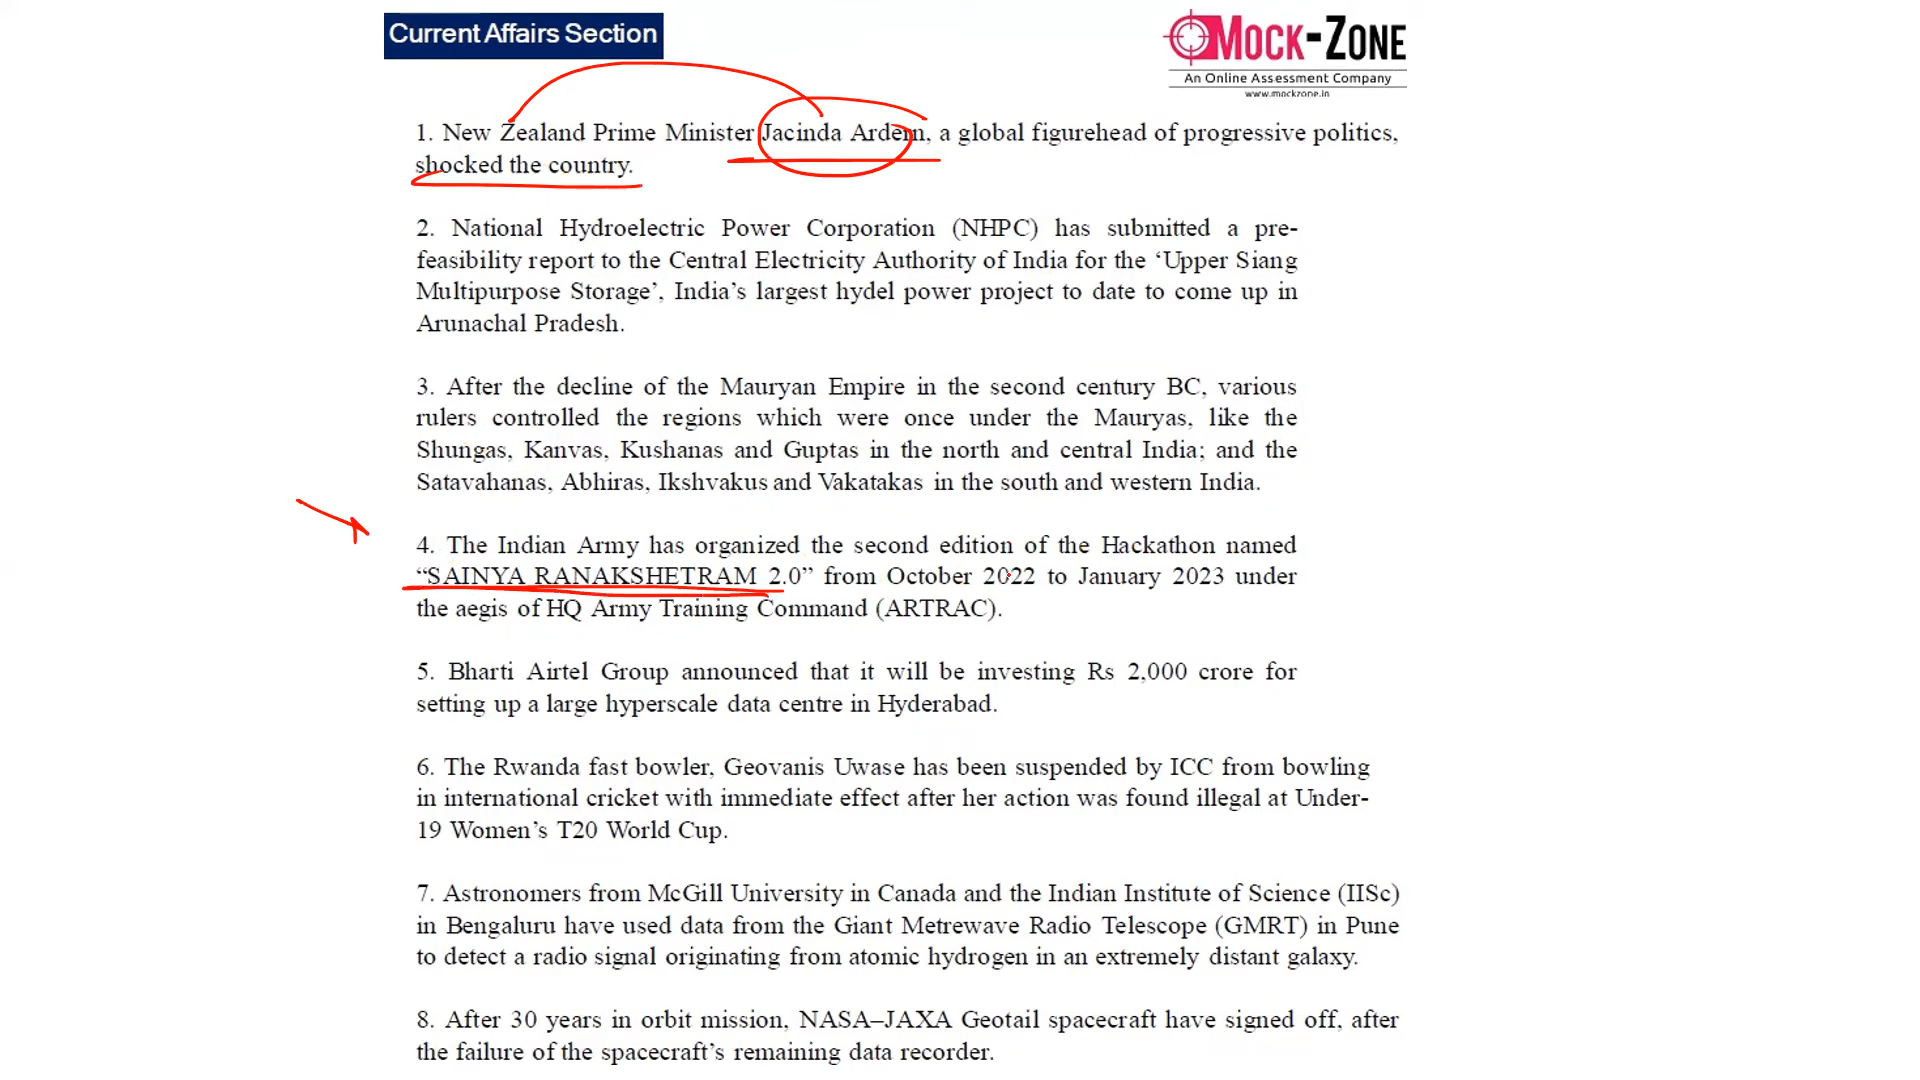 Current Affairs Section
MOCK-ZONE
An Online Assessment Company
www.mockzone.in
1. New Zealand Prime Minister Jacinda Ardern, a global figurehead of progressive politics,
shocked the country.
2. National Hydroelectric Power Corporation (NHPC) has submitted a pre-
feasibility report to the Central Electricity Authority of India for the ‘Upper Siang
Multipurpose Storage’, India’s largest hydel power project to date to come up in
Arunachal Pradesh.
3. After the decline of the Mauryan Empire in the second century BC, various
rulers controlled the regions which were once under the Mauryas, like the
Shungas, Kanvas, Kushanas and Guptas in the north and central India; and the
Satavahanas, Abhiras, Ikshvakus and Vakatakas in the south and western India.
4. The Indian Army has organized the second edition of the Hackathon named
“SAINYA RANAKSHETRAM 2.0” from October 2022 to January 2023 under
the aegis of HQ Army Training Command (ARTRAC).
5. Bharti Airtel Group announced that it will be investing Rs 2,000 crore for
setting up a large hyperscale data centre in Hyderabad.
6. The Rwanda fast bowler, Geovanis Uwase has been suspended by ICC from bowling
in international cricket with immediate effect after her action was found illegal at Under-
19 Women’s T20 World Cup.
7. Astronomers from McGill University in Canada and the Indian Institute of Science (IISc)
in Bengaluru have used data from the Giant Metrewave Radio Telescope (GMRT) in Pune
to detect a radio signal originating from atomic hydrogen in an extremely distant galaxy.
8. After 30 years in orbit mission, NASA–JAXA Geotail spacecraft have signed off, after
the failure of the spacecraft’s remaining data recorder.